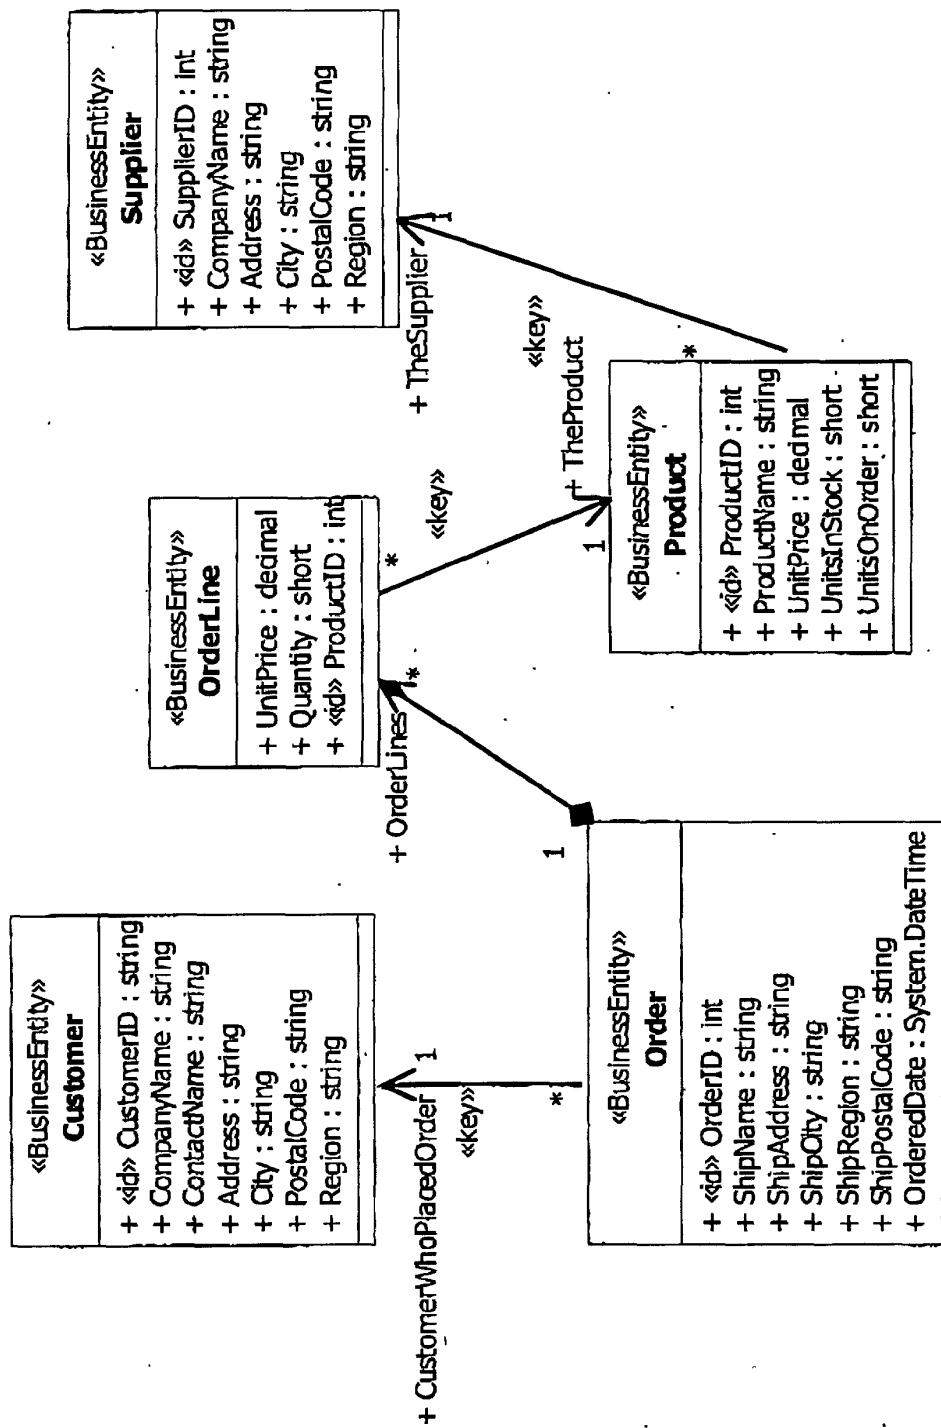 «BusinessEntity»
Customer
+ «id» CustomerID : string
+ CompanyName : string
+ ContactName : string
+ Address : string
+ City : string
+ PostalCode : string
+ Region : string
+ CustomerWhoPlacedOrder
1
«key»
*
«BusinessEntity»
Order
+ «id» OrderID : int
+ ShipName : string
+ ShipAddress : string
+ ShipCity : string
+ ShipRegion : string
+ ShipPostalCode : string
+ OrderedDate : System.DateTime
«BusinessEntity»
OrderLine
+ UnitPrice : decimal
+ Quantity : short
+ «id» ProductID : int
+ OrderLines
*
1
*
«key»
+ TheProduct
1
«BusinessEntity»
Product
+ «id» ProductID : int
+ ProductName : string
+ UnitPrice : decimal
+ UnitsInStock : short
+ UnitsOnOrder : short
«BusinessEntity»
Supplier
+ «id» SupplierID : int
+ CompanyName : string
+ Address : string
+ City : string
+ PostalCode : string
+ Region : string
+ TheSupplier
1
«key»
*